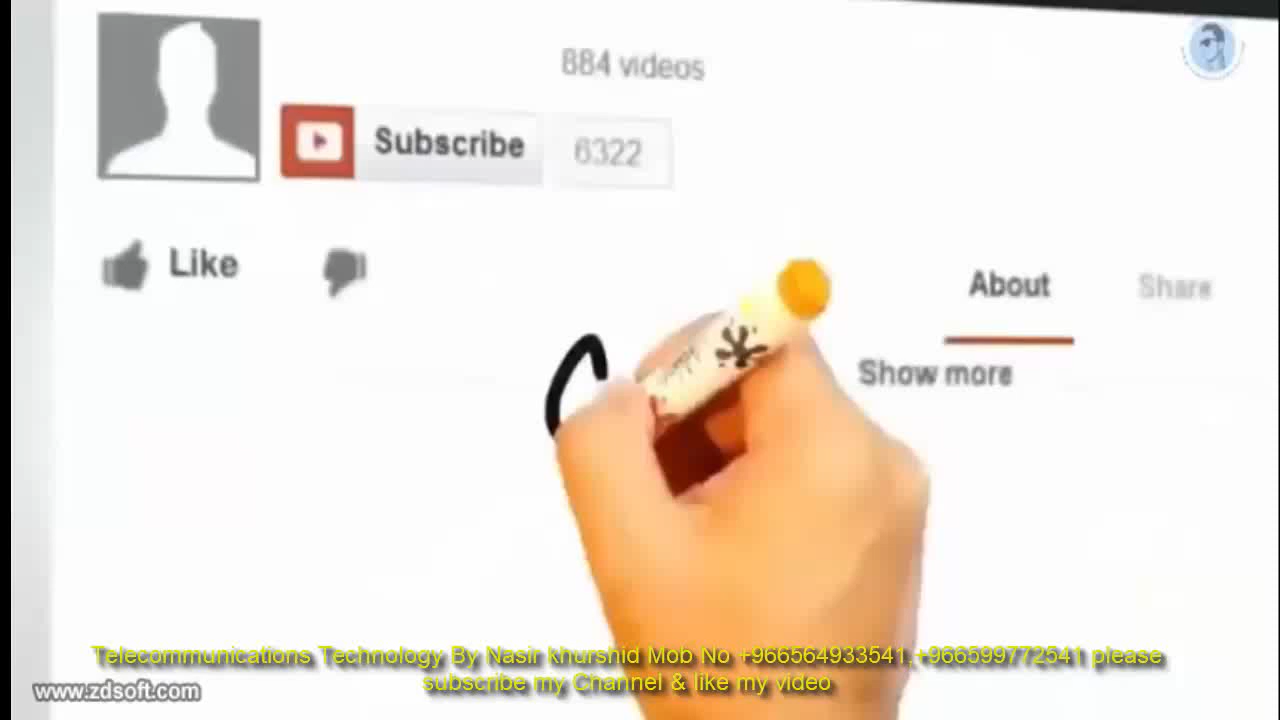 884 videos
Subscribe 6322
Like
About Share
Show more
Telecommunications Technology By Nasir khurshid Mob No +966564933541,+966599772541 please
subscribe my Channel & like my video
www.zdsoft.com